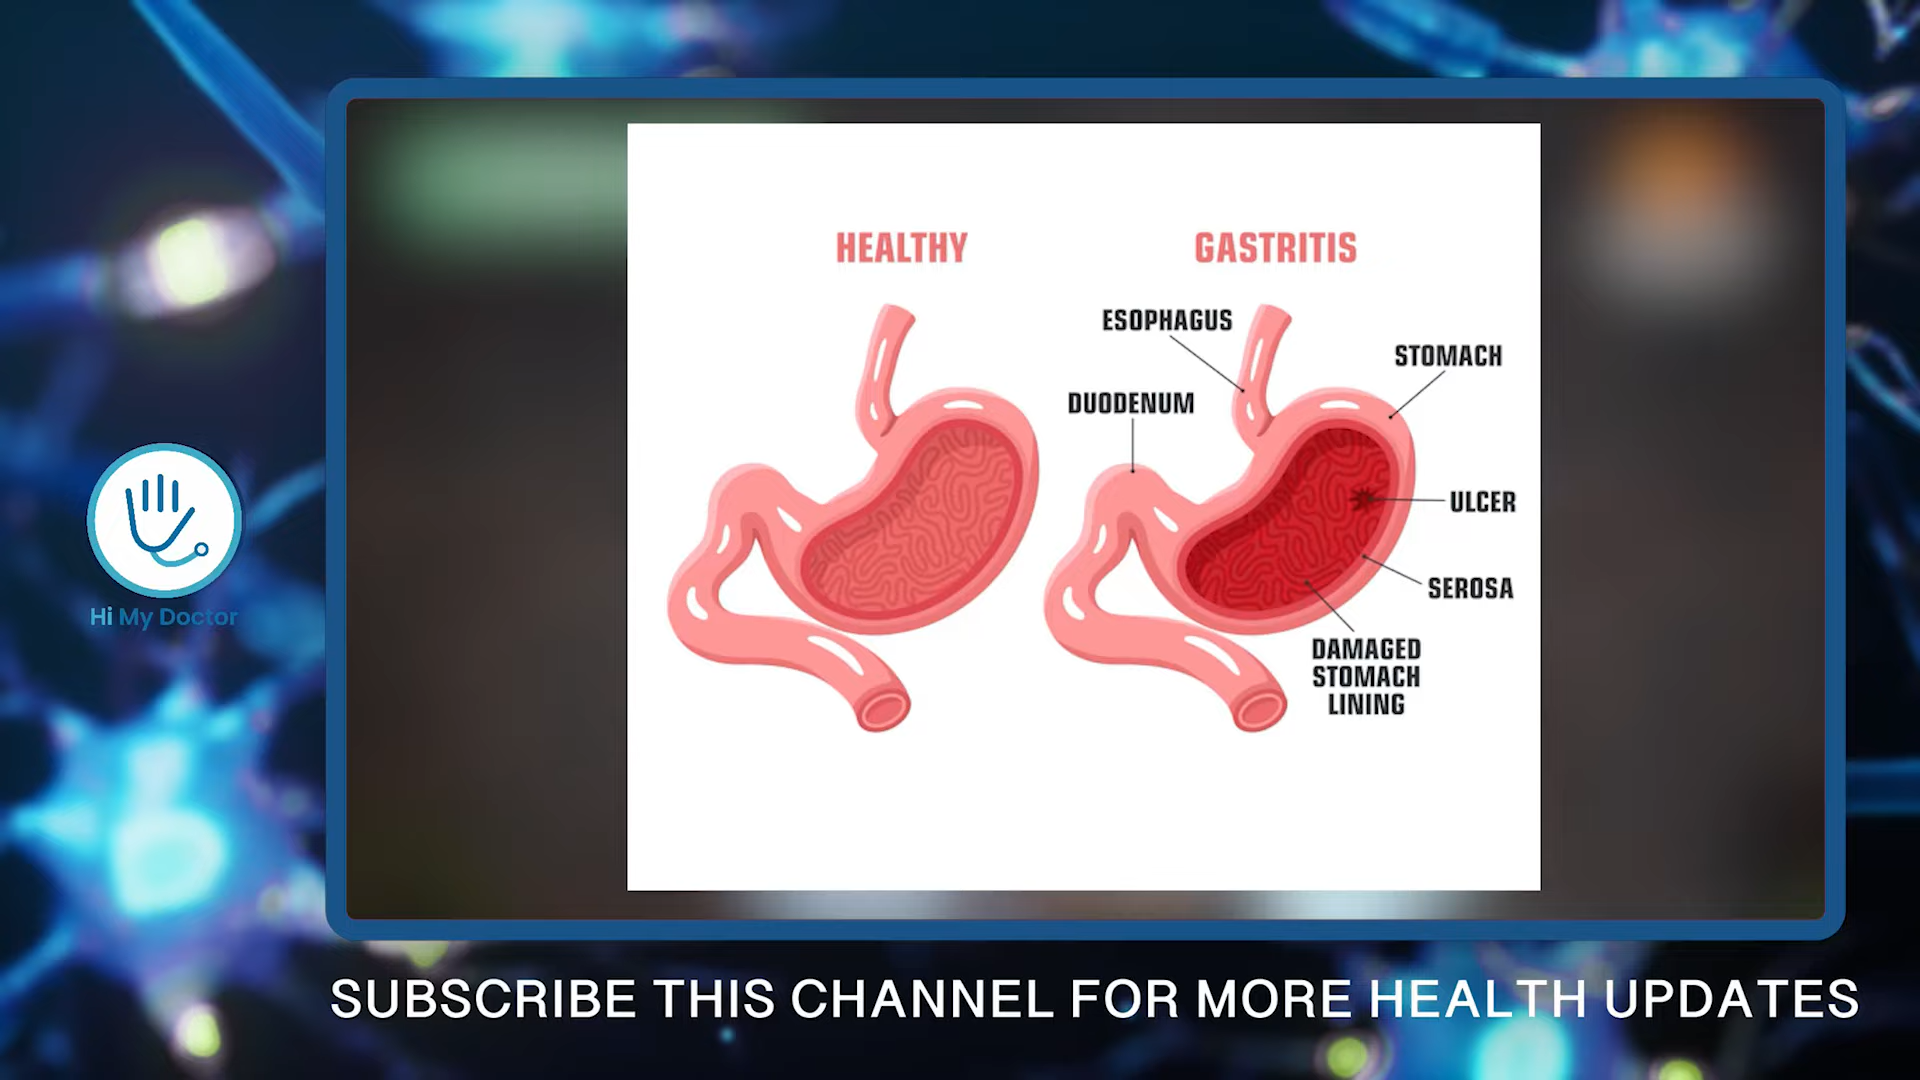 HEALTHY
GASTRITIS
ESOPHAGUS
STOMACH
DUODENUM
ULCER
SEROSA
DAMAGED
STOMACH
LINING
Hi My Doctor
SUBSCRIBE THIS CHANNEL FOR MORE HEALTH UPDATES